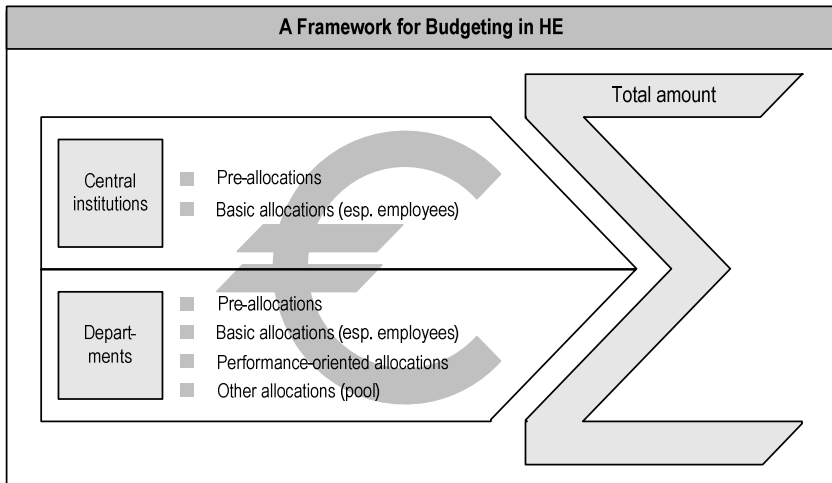 A Framework for Budgeting in HE
Total amount
Central
institutions
Pre-allocations
Basic allocations (esp. employees)
Depart-
ments
Pre-allocations
Basic allocations (esp. employees)
Performance-oriented allocations
Other allocations (pool)